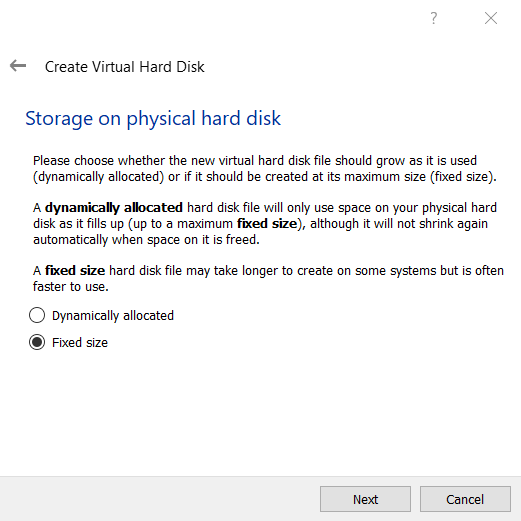 ?
Create Virtual Hard Disk
Storage on physical hard disk
Please choose whether the new virtual hard disk file should grow as it is used
(dynamically allocated) or if it should be created at its maximum size (fixed size).
A dynamically allocated hard disk file will only use space on your physical hard
disk as it fills up (up to a maximum fixed size), although it will not shrink again
automatically when space on it is freed.
A fixed size hard disk file may take longer to create on some systems but is often
faster to use.
Dynamically allocated
Fixed size
Next
Cancel